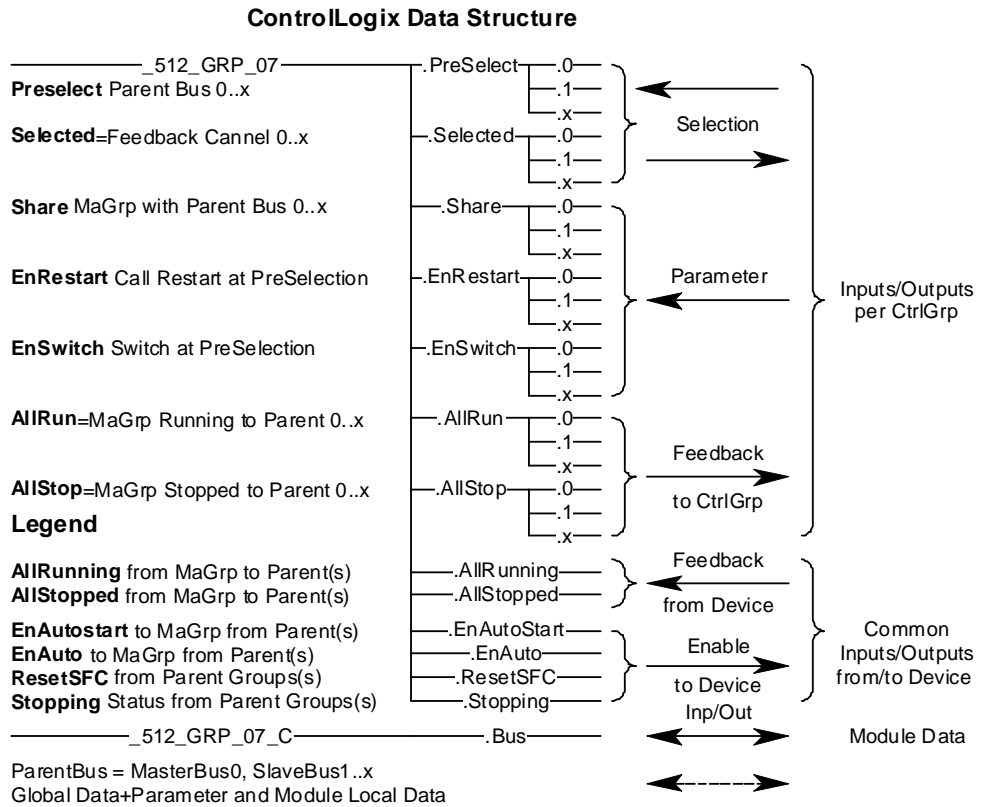 ControlLogix Data Structure
_512_GRP_07 .PreSelect .0
Preselect Parent Bus 0..x .1
.x
Selected=Feedback Cannel 0..x .Selected .0 Selection
.1
.x
Share MaGrp with Parent Bus 0..x .Share .0
.1
.x
EnRestart Call Restart at PreSelection .EnRestart .0 Parameter Inputs/Outputs
.1 per CtrlGrp
.x
EnSwitch Switch at PreSelection .EnSwitch .0
.1
.x
AllRun=MaGrp Running to Parent 0..x .AllRun .0
.1 Feedback
.x
AllStop=MaGrp Stopped to Parent 0..x .AllStop .0 to CtrlGrp
.1
Legend
.x
AllRunning from MaGrp to Parent(s) .AllRunning Feedback
AllStopped from MaGrp to Parent(s) .AllStopped from Device
EnAutostart to MaGrp from Parent(s) .EnAutoStart Enable Common
EnAuto to MaGrp from Parent(s) .EnAuto Inputs/Outputs
ResetSFC from Parent Groups(s) .ResetSFC to Device from/to Device
Stopping Status from Parent Groups(s) .Stopping Inp/Out
_512_GRP_07_C .Bus Module Data
ParentBus = MasterBus0, SlaveBus1..x
Global Data+Parameter and Module Local Data